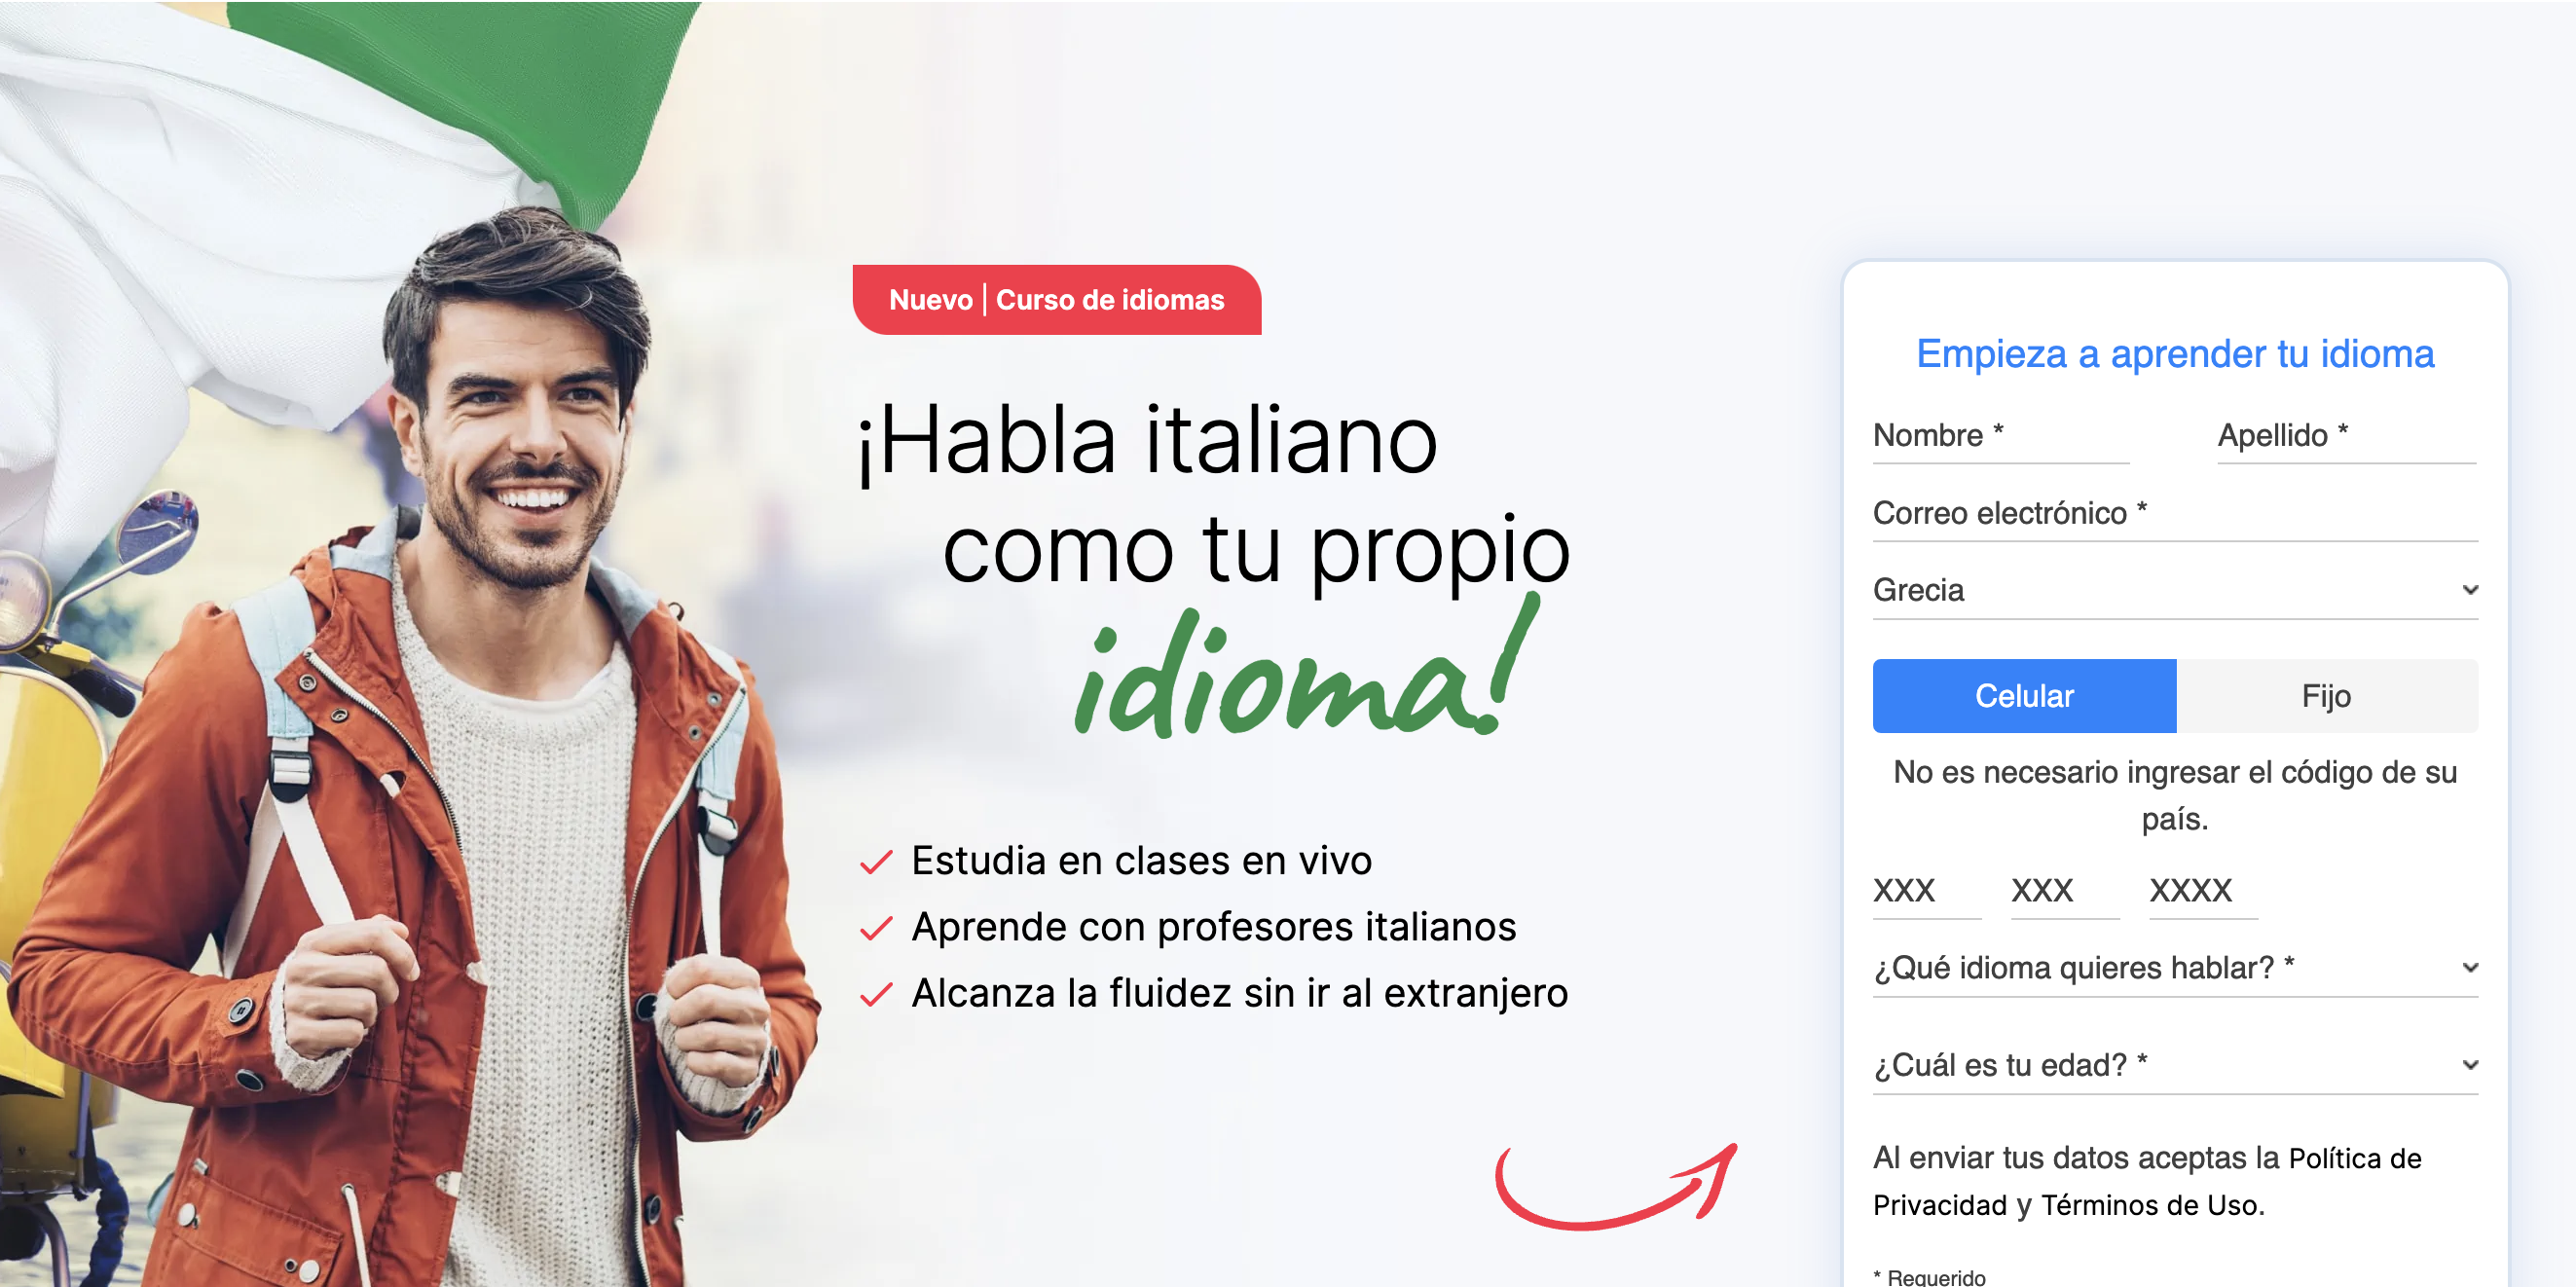 Nuevo | Curso de idiomas
¡Habla italiano
como tu propio
idioma!
Estudia en clases en vivo
Aprende con profesores italianos
Alcanza la fluidez sin ir al extranjero
Empieza a aprender tu idioma
Nombre * Apellido *
Correo electrónico *
Grecia
Celular Fijo
No es necesario ingresar el código de su
país.
XXX XXX XXXX
¿Qué idioma quieres hablar? *
¿Cuál es tu edad? *
Al enviar tus datos aceptas la Política de
Privacidad y Términos de Uso.
* Requerido